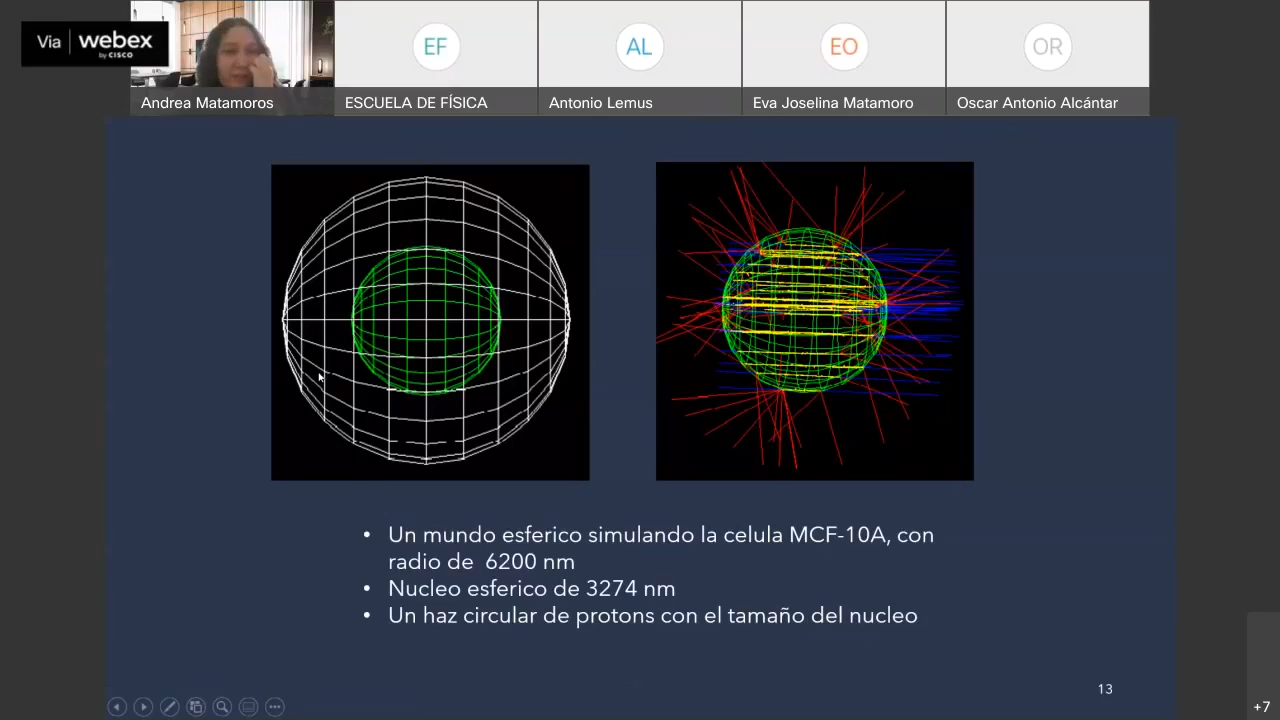 Via webex
by CISCO
EF
AL
EO
OR
Andrea Matamoros
ESCUELA DE FÍSICA
Antonio Lemus
Eva Joselina Matamoro
Oscar Antonio Alcántar
• Un mundo esferico simulando la celula MCF-10A, con
radio de 6200 nm
• Nucleo esferico de 3274 nm
• Un haz circular de protons con el tamaño del nucleo
13
+7